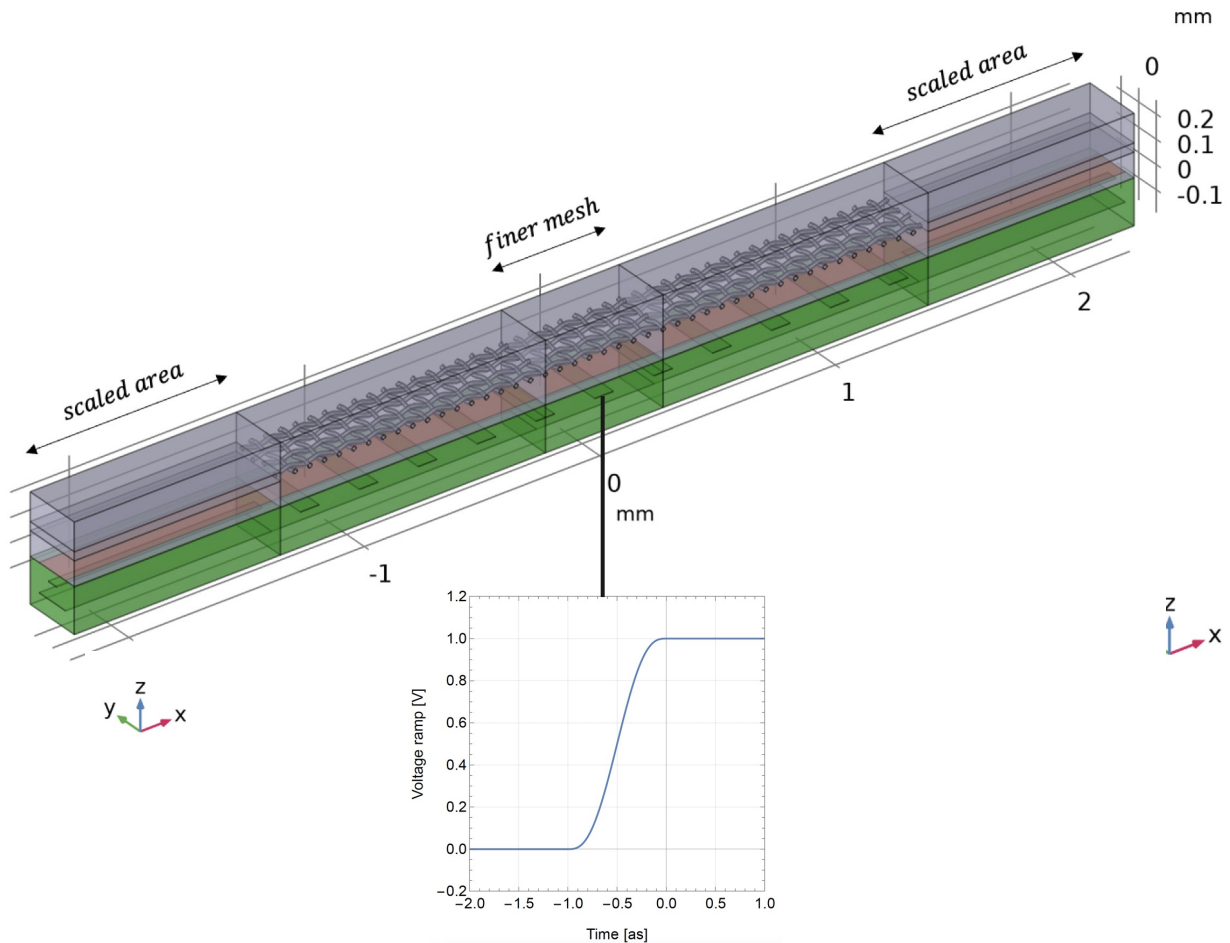 mm
scaled area
0
0.2
0.1
0
-0.1
finer mesh
scaled area
2
1
0
mm
-1
z
y
x
z
x
1.2
1.0
0.8
0.6
0.4
0.2
0.0
−0.2
Voltage ramp [V]
−2.0 −1.5 −1.0 −0.5 0.0 0.5 1.0
Time [as]